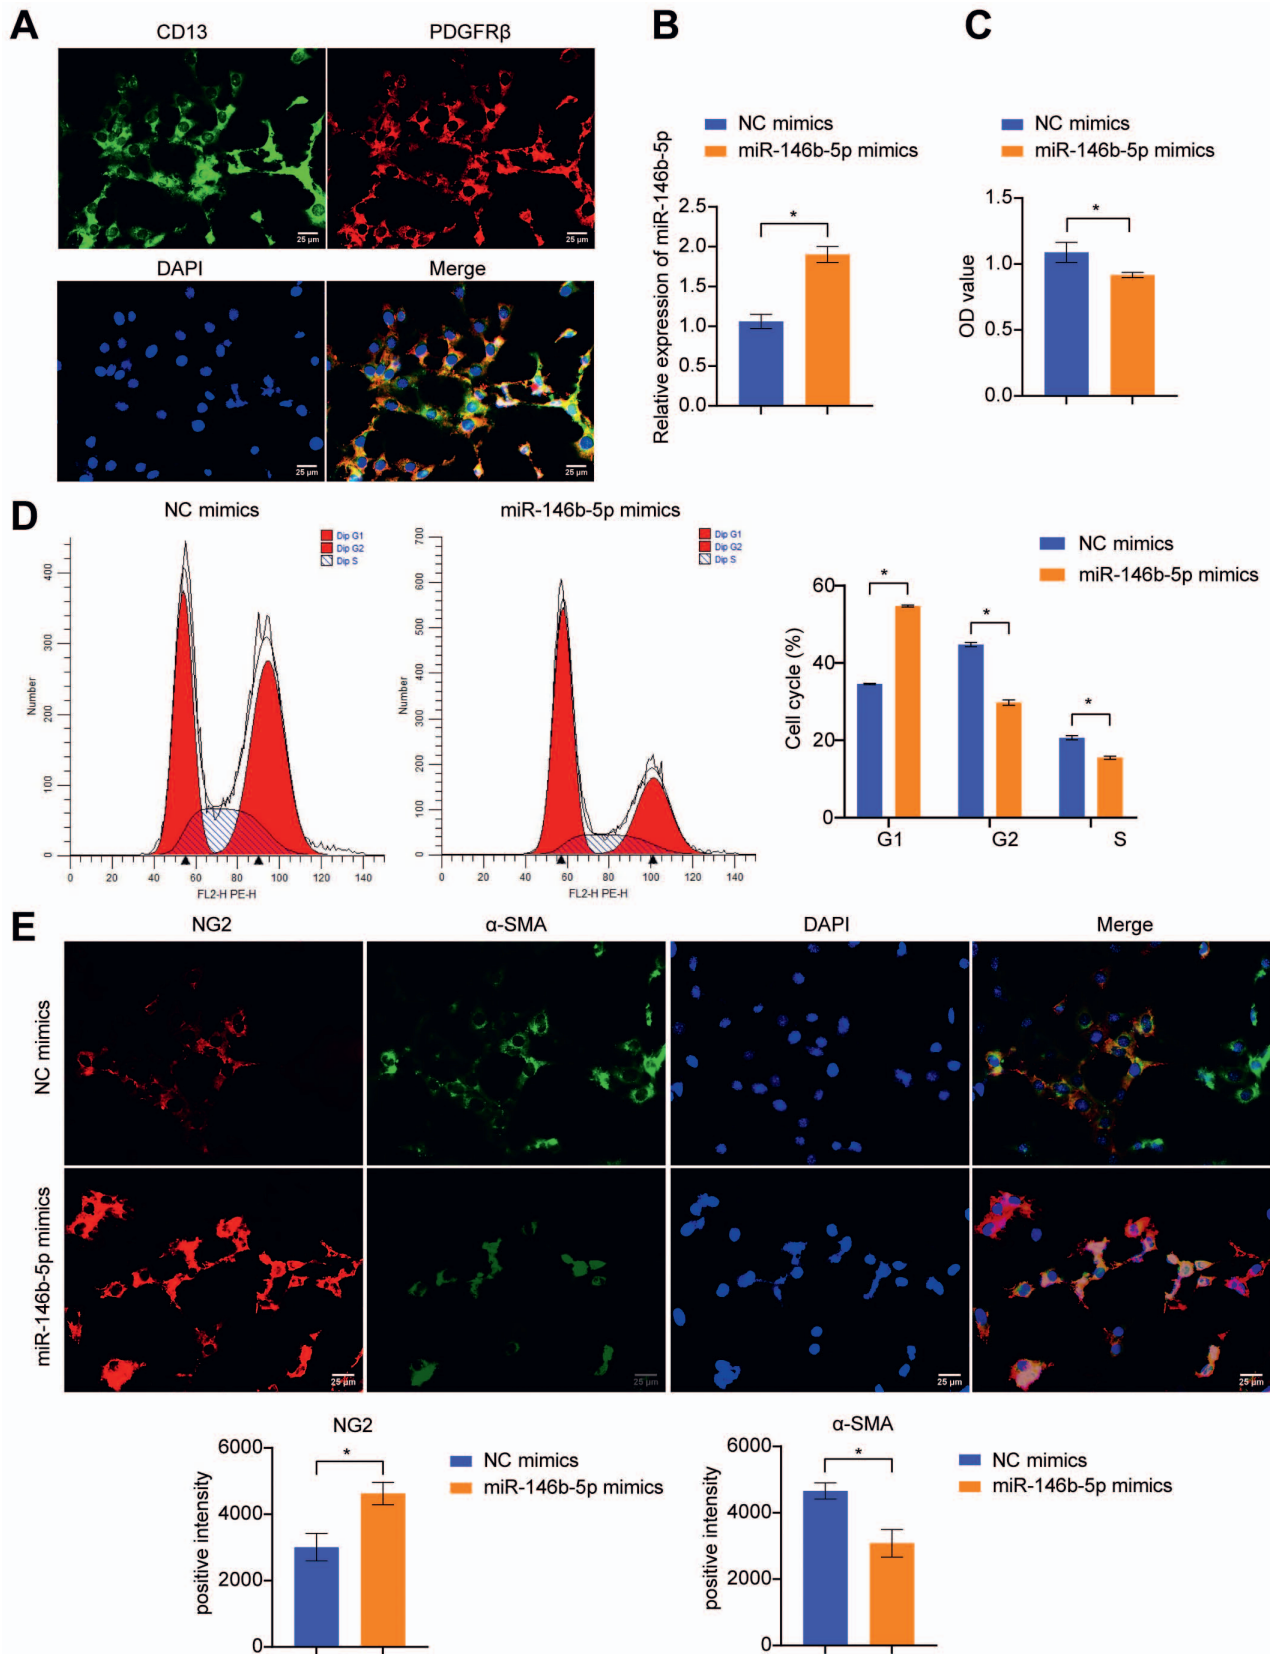 A
CD13
PDGFRβ
25 µm
25 µm
DAPI
Merge
25 µm
25 µm
B
NC mimics
miR-146b-5p mimics
Relative expression of miR-146b-5p
2.5
2.0
1.5
1.0
0.5
0.0
*
C
NC mimics
miR-146b-5p mimics
OD value
1.5
1.0
0.5
0.0
*
D
NC mimics
Dip G1
Dip G2
Dip S
Number
400
300
200
100
0
0 20 40 60 80 100 120 140
FL2-H PE-H
miR-146b-5p mimics
Dip G1
Dip G2
Dip S
Number
700
600
500
400
300
200
100
0
0 20 40 60 80 100 120 140
FL2-H PE-H
NC mimics
miR-146b-5p mimics
Cell cycle (%)
60
40
20
0
*
*
*
G1 G2 S
E
NG2
α-SMA
DAPI
Merge
NC mimics
miR-146b-5p mimics
25 µm
25 µm
25 µm
25 µm
NG2
positive intensity
6000
4000
2000
0
*
NC mimics
miR-146b-5p mimics
α-SMA
positive intensity
6000
4000
2000
0
*
NC mimics
miR-146b-5p mimics